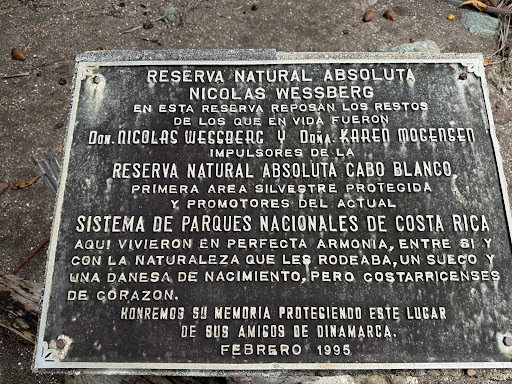 RESERVA NATURAL ABSOLUTA
NICOLAS WESSBERG
EN ESTA RESERVA REPOSAN LOS RESTOS
DE LOS QUE EN VIDA FUERON
DON. NICOLAS WESSBERG Y DOÑA. KAREN MOGENSEN
IMPULSORES DE LA
RESERVA NATURAL ABSOLUTA CABO BLANCO,
PRIMERA AREA SILVESTRE PROTEGIDA
Y PROMOTORES DEL ACTUAL
SISTEMA DE PARQUES NACIONALES DE COSTA RICA
AQUI VIVIERON EN PERFECTA ARMONIA, ENTRE SI Y
CON LA NATURALEZA QUE LES RODEABA, UN SUECO Y
UNA DANESA DE NACIMIENTO, PERO COSTARRICENSES
DE CORAZON.
HONREMOS SU MEMORIA PROTEGIENDO ESTE LUGAR
DE SUS AMIGOS DE DINAMARCA.
FEBRERO 1995